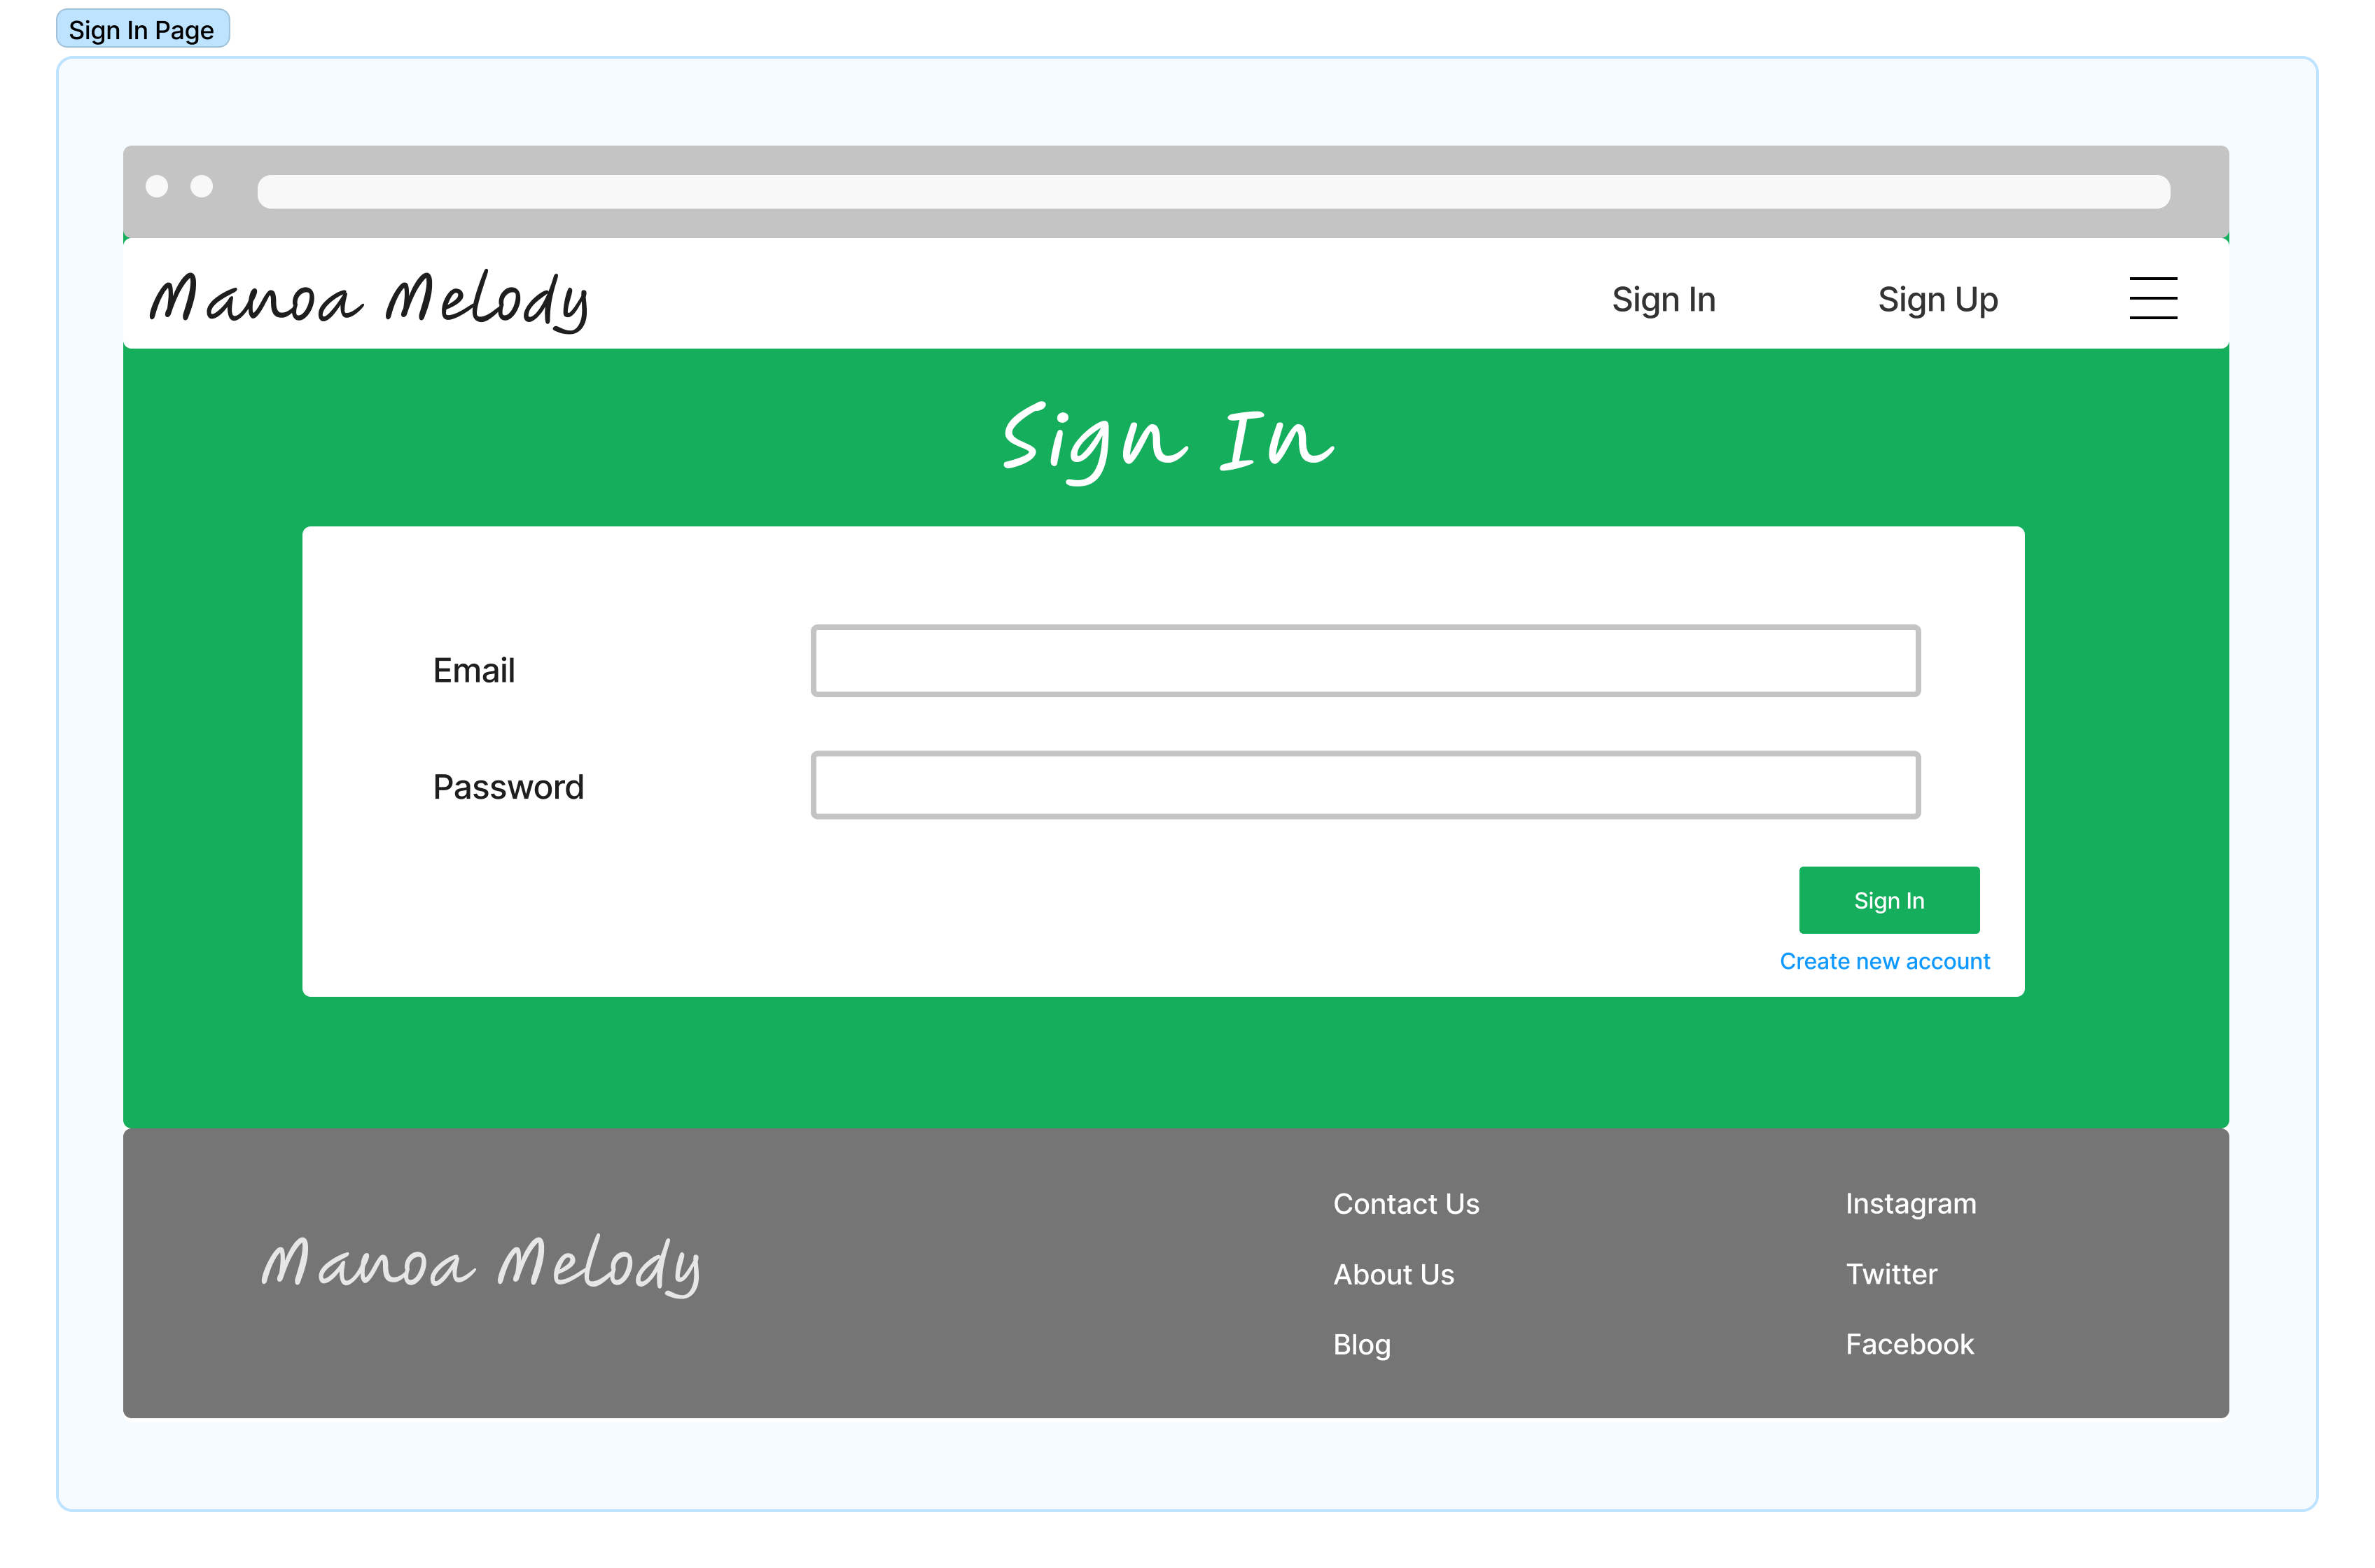 Sign In Page
Manoa Melody
Sign In
Sign Up
Sign In
Email
Password
Sign In
Create new account
Manoa Melody
Contact Us
About Us
Blog
Instagram
Twitter
Facebook